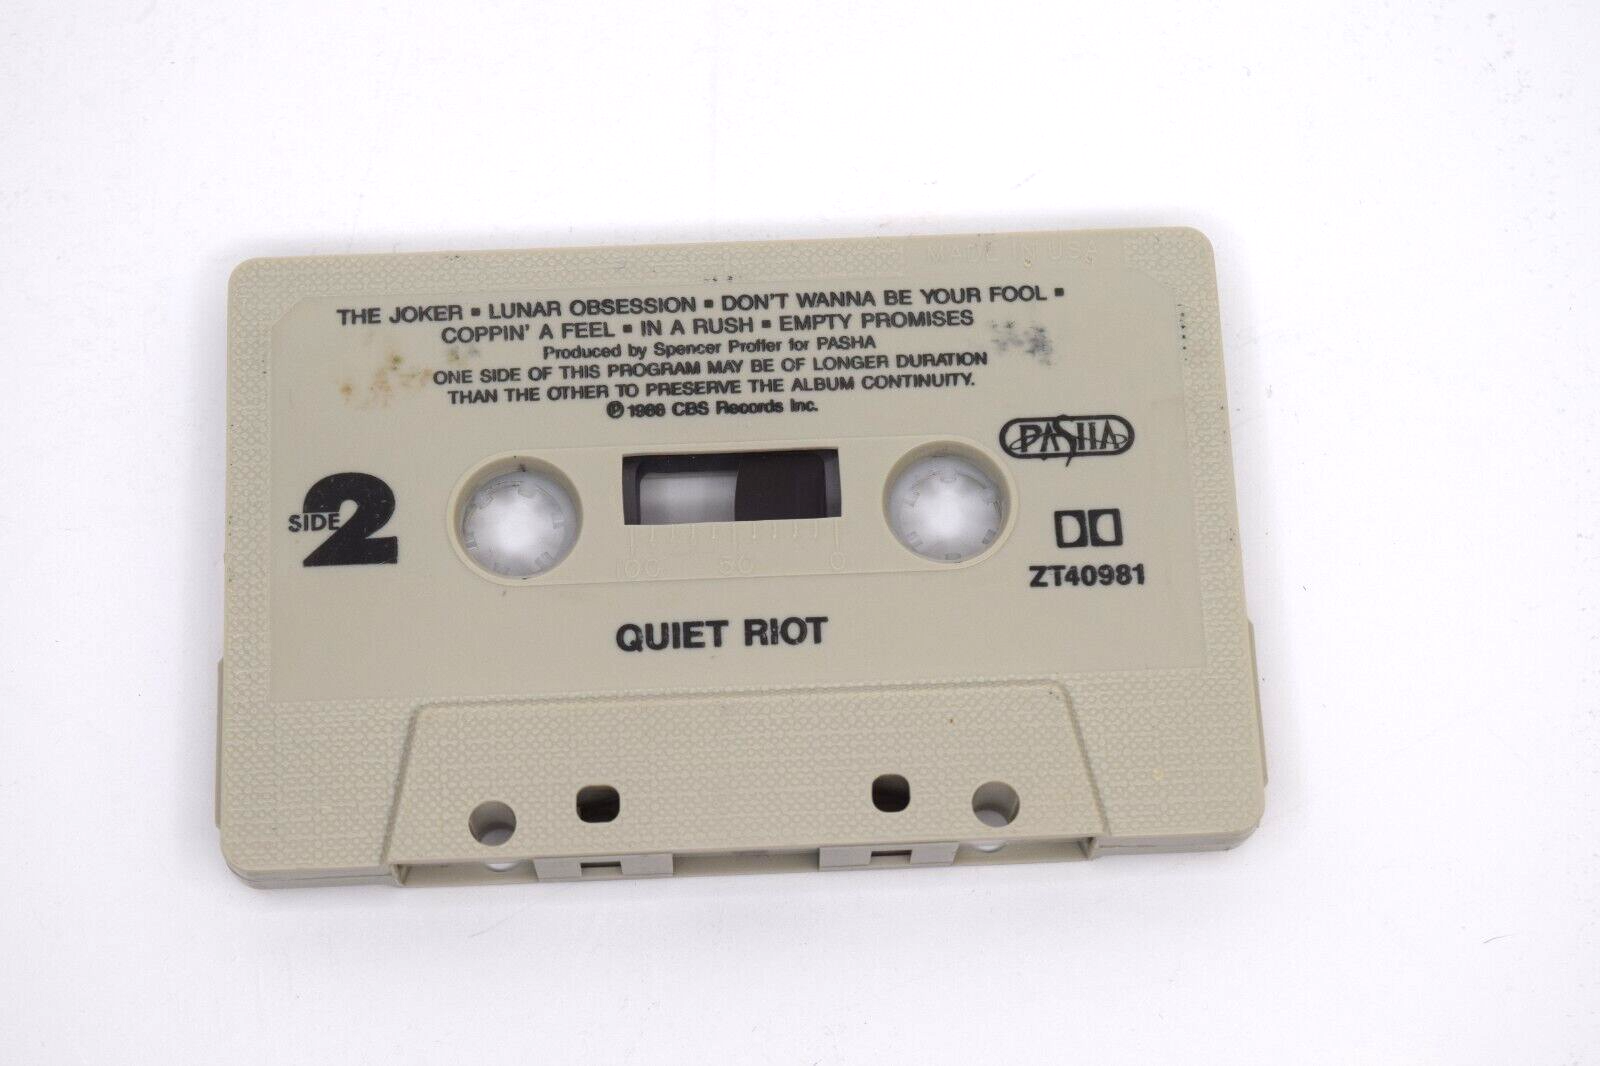 MADE IN USA
THE JOKER ▪ LUNAR OBSESSION ▪ DON'T WANNA BE YOUR FOOL ▪
COPPIN' A FEEL ▪ IN A RUSH ▪ EMPTY PROMISES
Produced by Spencer Proffer for PASHA
ONE SIDE OF THIS PROGRAM MAY BE OF LONGER DURATION
THAN THE OTHER TO PRESERVE THE ALBUM CONTINUITY.
℗ 1988 CBS Records Inc.
PASHA
SIDE 2
100 50 0
ZT40981
QUIET RIOT